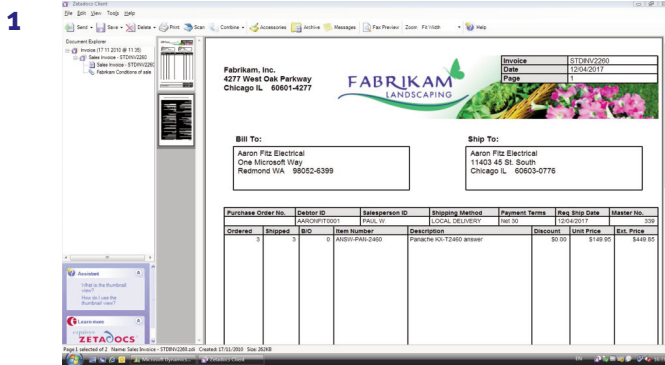 1
Zetadocs Client
File Edit View Tools Help
Send Save Delete Print Scan Combine Accessories Archive Messages Fax Preview Zoom Fit Width Help
Document Explorer
Invoice (17 11 2010 @ 11 35)
Sales Invoice - STDINV2260
Sales Invoice - STDINV2260
Fabrikam Conditions of sale
Fabrikam, Inc.
4277 West Oak Parkway
Chicago IL 60601-4277
FABRIKAM
LANDSCAPING
Invoice STDINV2260
Date 12/04/2017
Page 1
Bill To:
Aaron Fitz Electrical
One Microsoft Way
Redmond WA 98052-6399
Ship To:
Aaron Fitz Electrical
11403 45 St. South
Chicago IL 60603-0776
Purchase Order No. Debtor ID Salesperson ID Shipping Method Payment Terms Req Ship Date Master No.
AARONFIT0001 PAUL W. LOCAL DELIVERY Net 30 12/04/2017 339
Ordered Shipped B/O Item Number Description Discount Unit Price Ext. Price
3 3 0 ANSW-PAN-2460 Panache KX-T2460 answer $0.00 $149.95 $449.85
Assistant
What is the thumbnail view?
How do I use the thumbnail view?
Learn more
ZETADOCS
Page 1 selected of 2 Name: Sales Invoice - STDINV2260.zdi Created: 17/11/2010 Size: 262KB
Microsoft Dynamics... Zetadocs Client EN